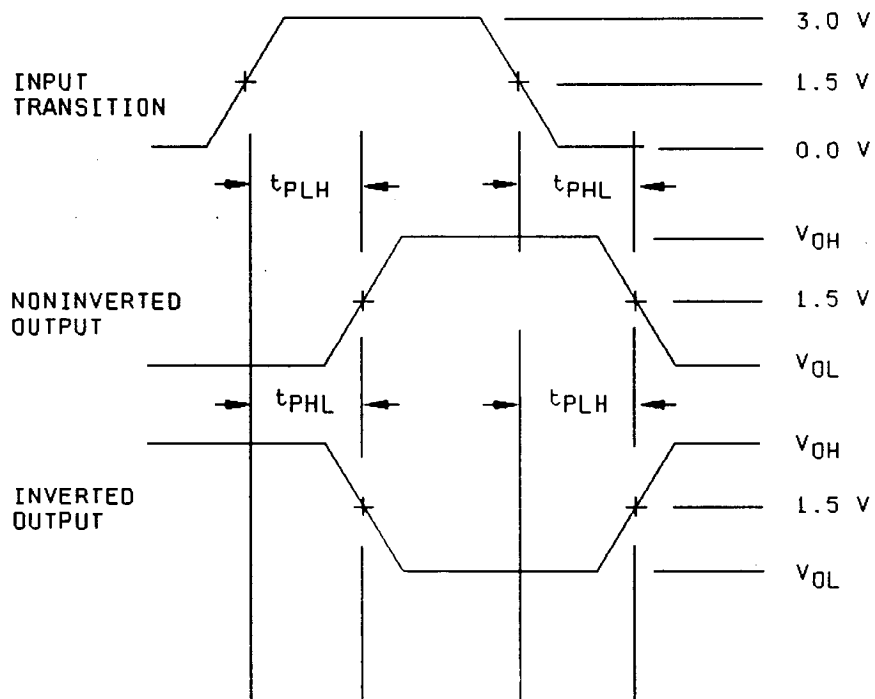 3.0 V
INPUT
TRANSITION
1.5 V
0.0 V
tPLH
tPHL
VOH
NONINVERTED
OUTPUT
1.5 V
VOL
tPHL
tPLH
VOH
INVERTED
OUTPUT
1.5 V
VOL